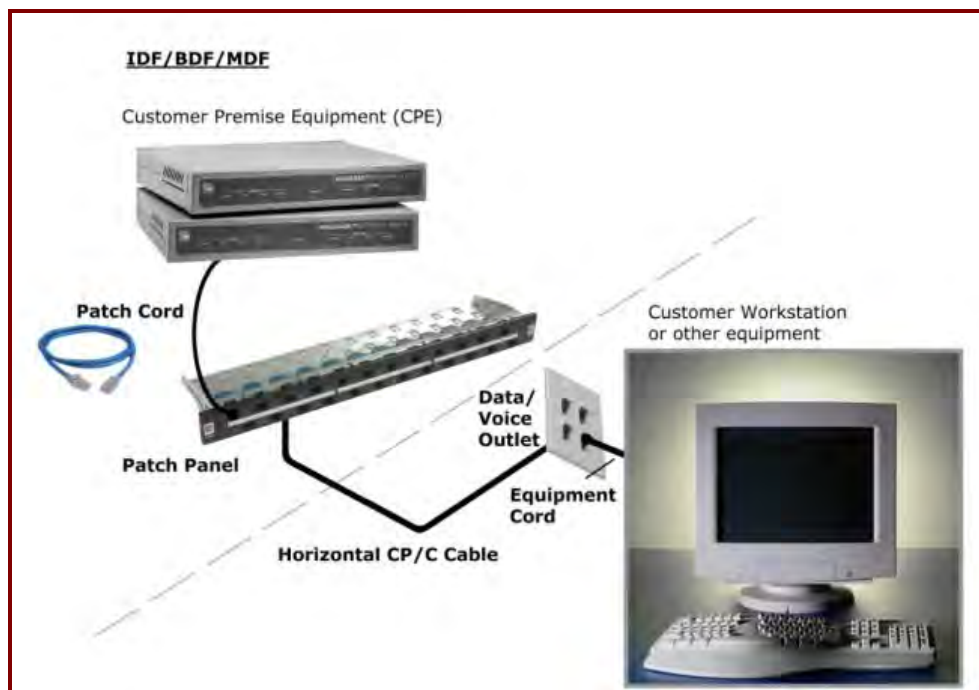 IDF/BDF/MDF
Customer Premise Equipment (CPE)
Patch Cord
Customer Workstation
or other equipment
Data/
Voice
Outlet
Patch Panel
Equipment
Cord
Horizontal CP/C Cable